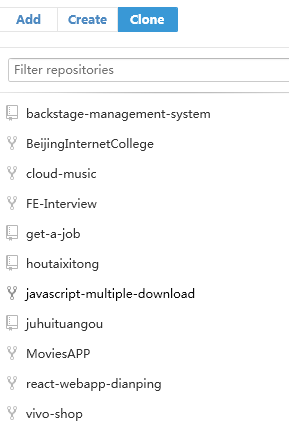 Add Create Clone
Filter repositories
backstage-management-system
BeijingInternetCollege
cloud-music
FE-Interview
get-a-job
houtaixitong
javascript-multiple-download
juhuituangou
MoviesAPP
react-webapp-dianping
vivo-shop